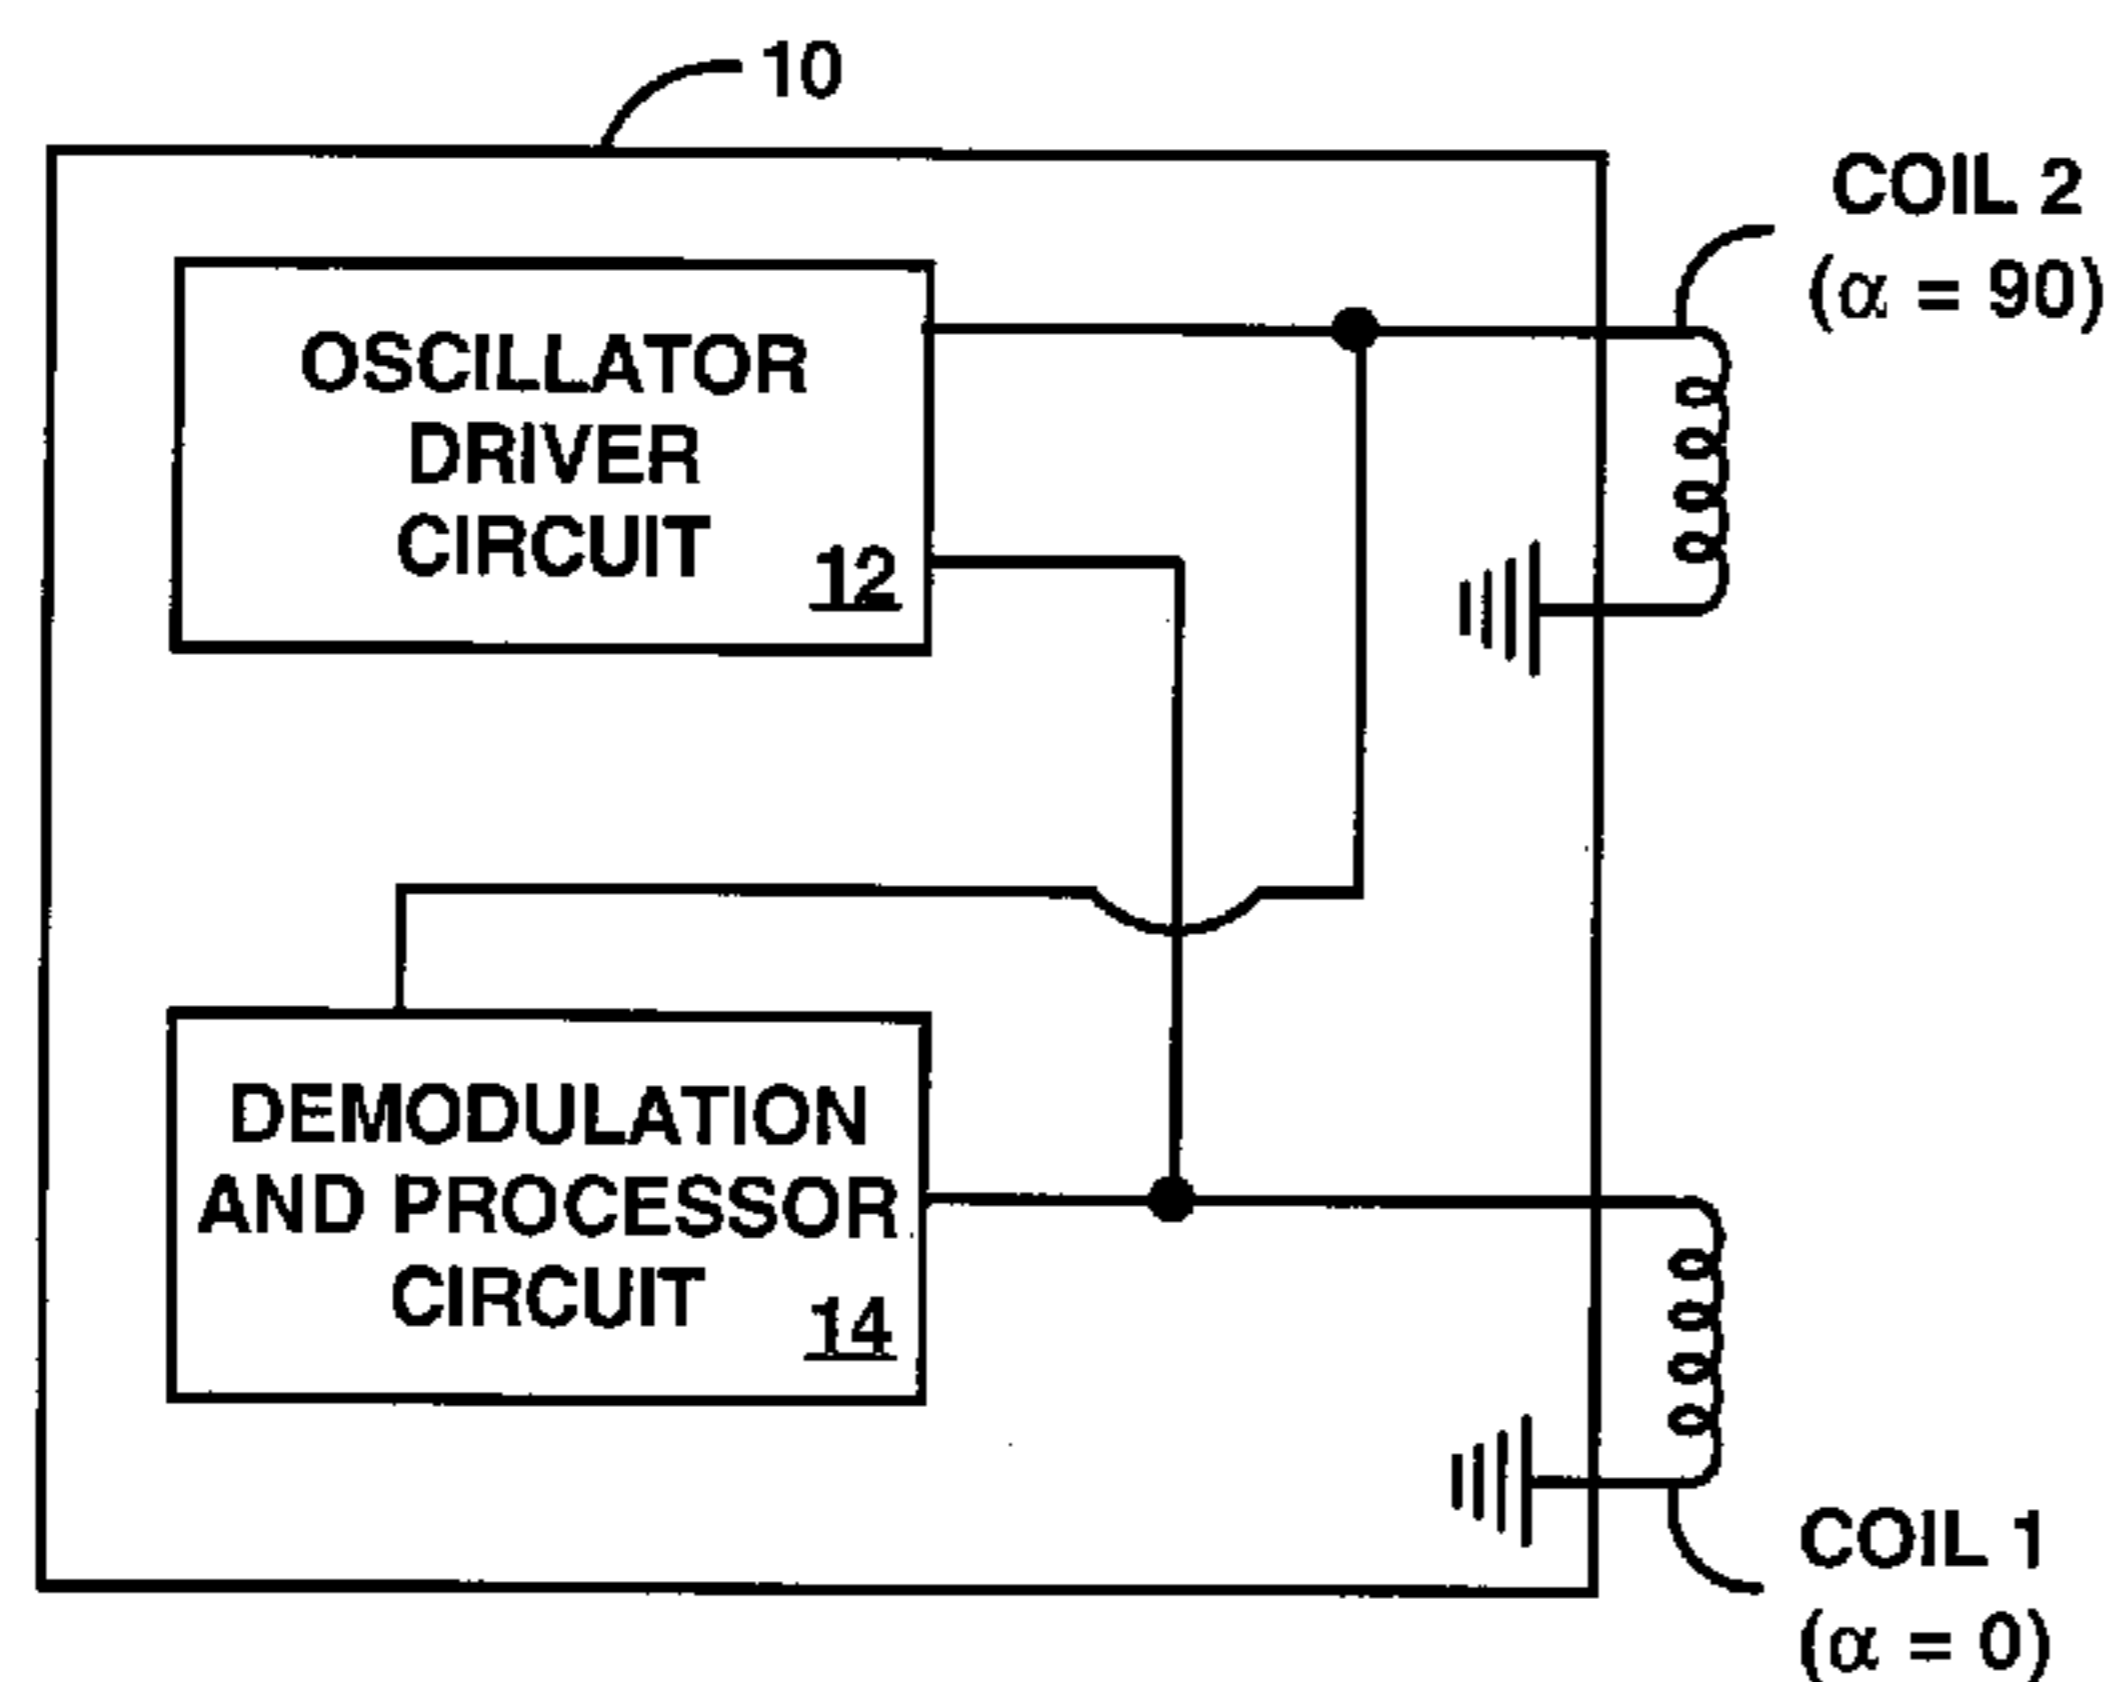 10
COIL 2
(α = 90)
OSCILLATOR
DRIVER
CIRCUIT
12
DEMODULATION
AND PROCESSOR
CIRCUIT
14
COIL 1
(α = 0)